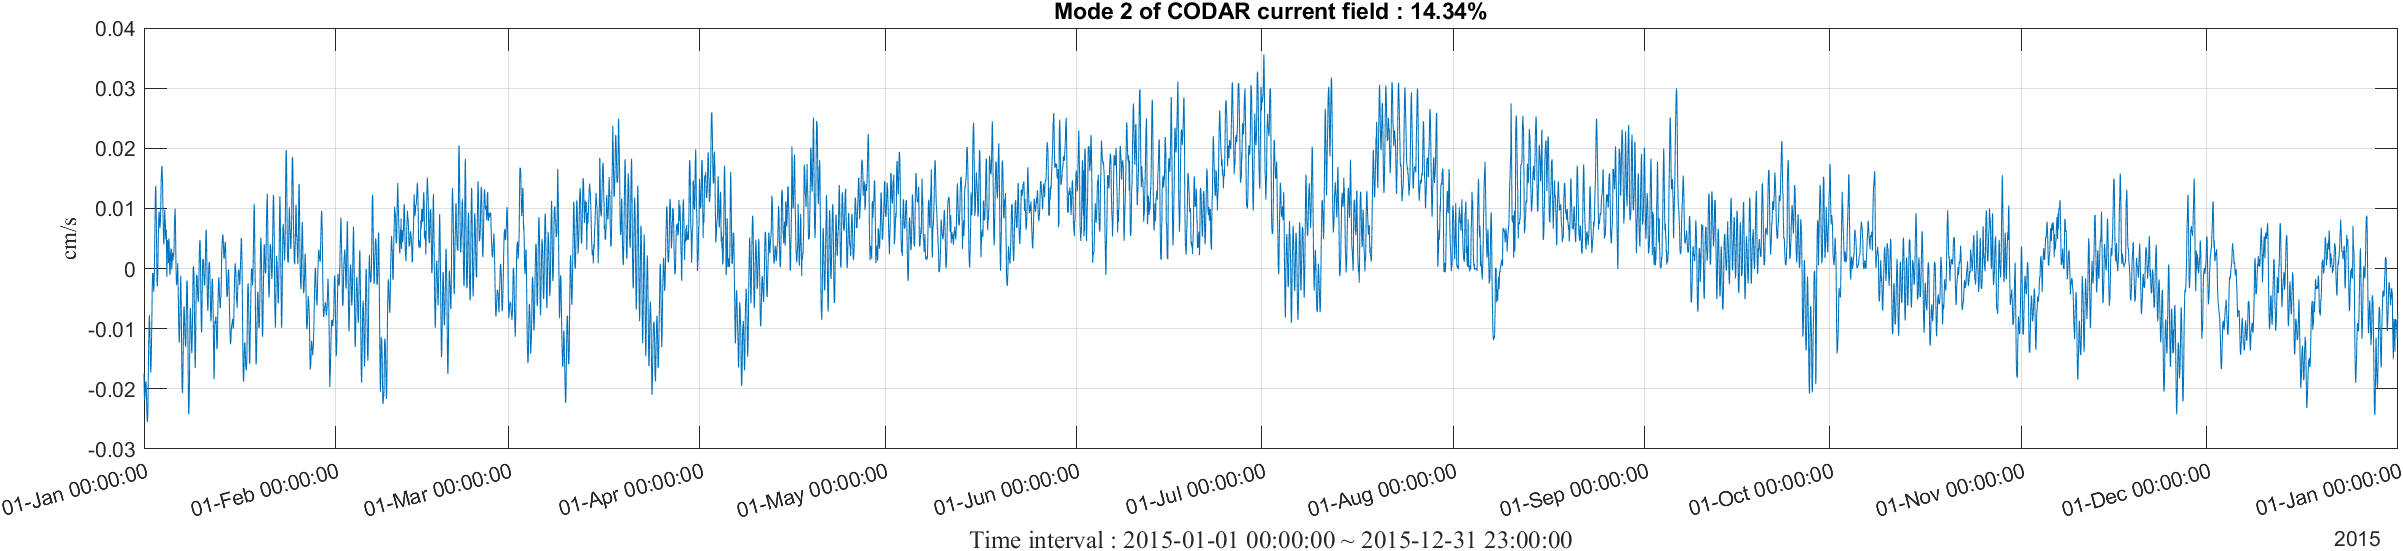 Mode 2 of CODAR current field : 14.34%
cm/s
0.04
0.03
0.02
0.01
0
-0.01
-0.02
-0.03
01-Jan 00:00:00
01-Feb 00:00:00
01-Mar 00:00:00
01-Apr 00:00:00
01-May 00:00:00
01-Jun 00:00:00
01-Jul 00:00:00
01-Aug 00:00:00
01-Sep 00:00:00
01-Oct 00:00:00
01-Nov 00:00:00
01-Dec 00:00:00
01-Jan 00:00:00
Time interval : 2015-01-01 00:00:00 ~ 2015-12-31 23:00:00
2015